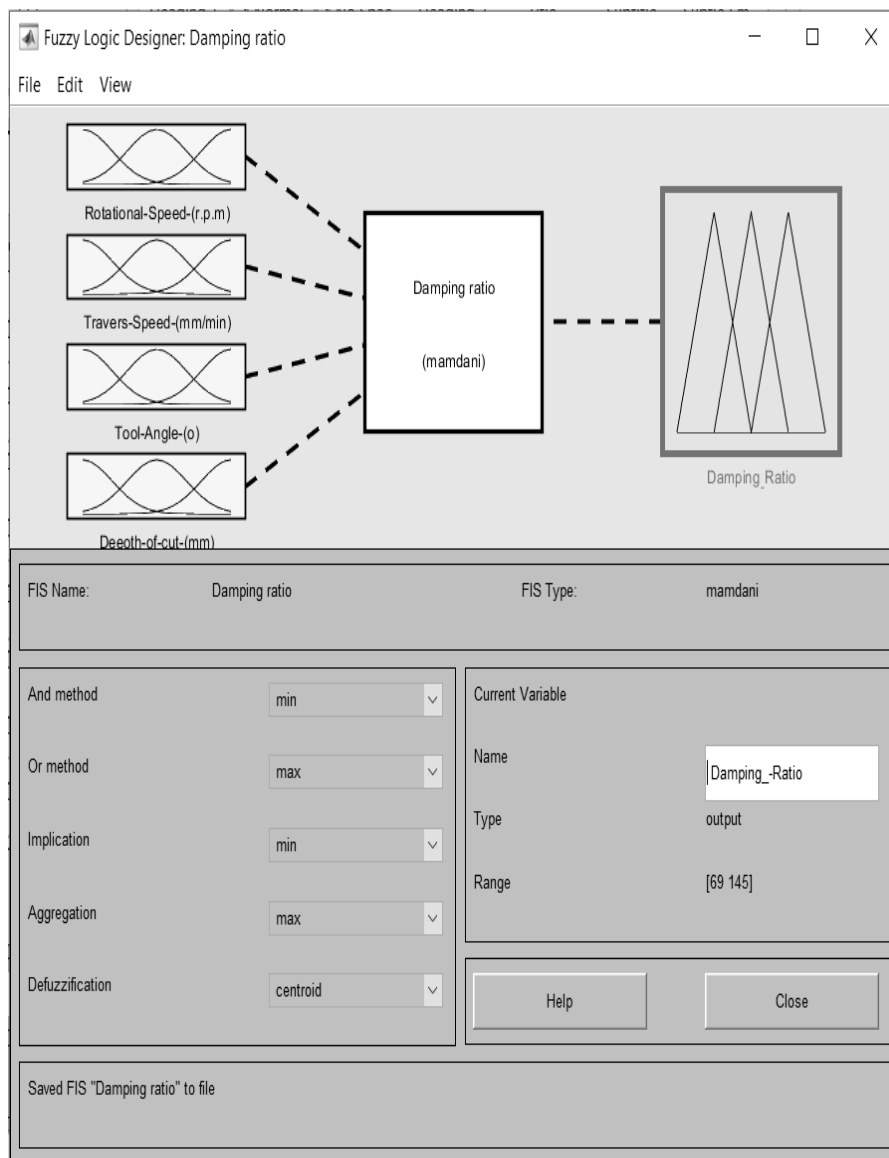 Fuzzy Logic Designer: Damping ratio
File Edit View
Rotational-Speed-(r.p.m)
Travers-Speed-(mm/min)
Tool-Angle-(o)
Deeoth-of-cut-(mm)
Damping ratio
(mamdani)
Damping_Ratio
FIS Name: Damping ratio FIS Type: mamdani
And method min
Or method max
Implication min
Aggregation max
Defuzzification centroid
Current Variable
Name Damping_-Ratio
Type output
Range [69 145]
Help Close
Saved FIS "Damping ratio" to file